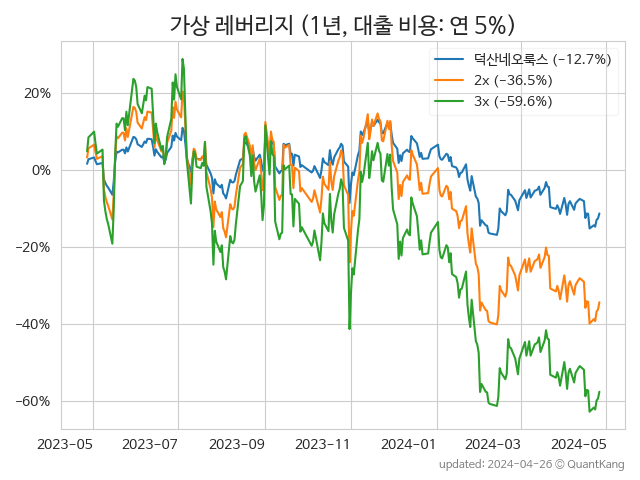 가상 레버리지 (1년, 대출 비용: 연 5%)
덕산네오룩스 (−12.7%)
2x (−36.5%)
3x (−59.6%)
20%
0%
−20%
−40%
−60%
2023-05 2023-07 2023-09 2023-11 2024-01 2024-03 2024-05
updated: 2024-04-26 © QuantKang